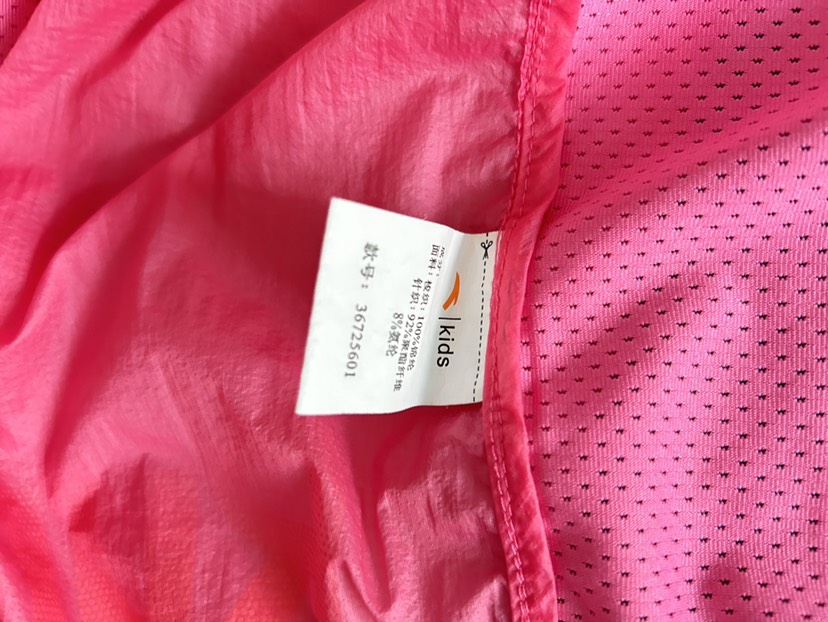 kids
面料: 梭织: 100%锦纶
针织: 92%聚酯纤维
8%氨纶
款号: 36725601